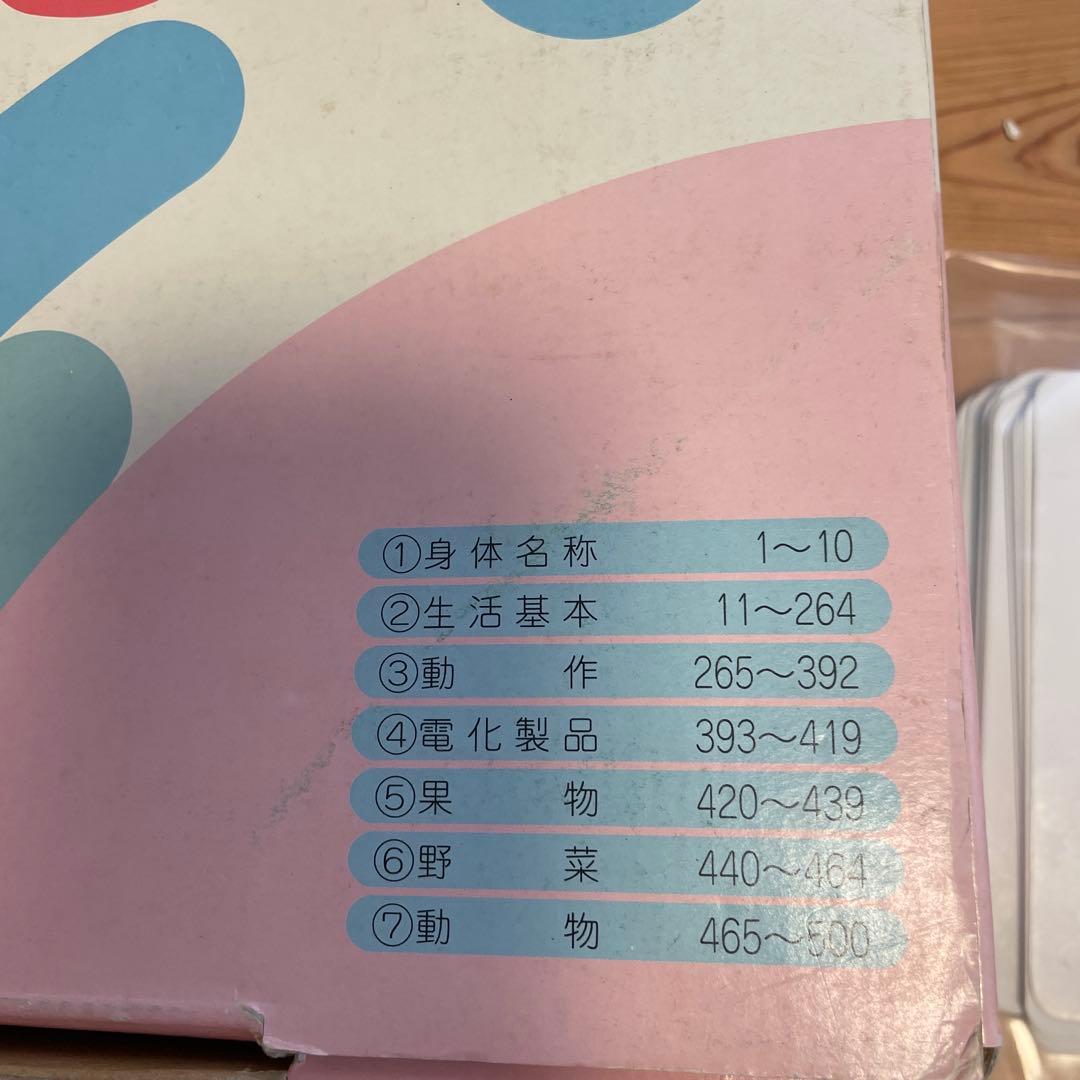 ①身体名称 1～10
②生活基本 11～264
③動作 265～392
④電化製品 393～419
⑤果物 420～439
⑥野菜 440～464
⑦動物 465～500